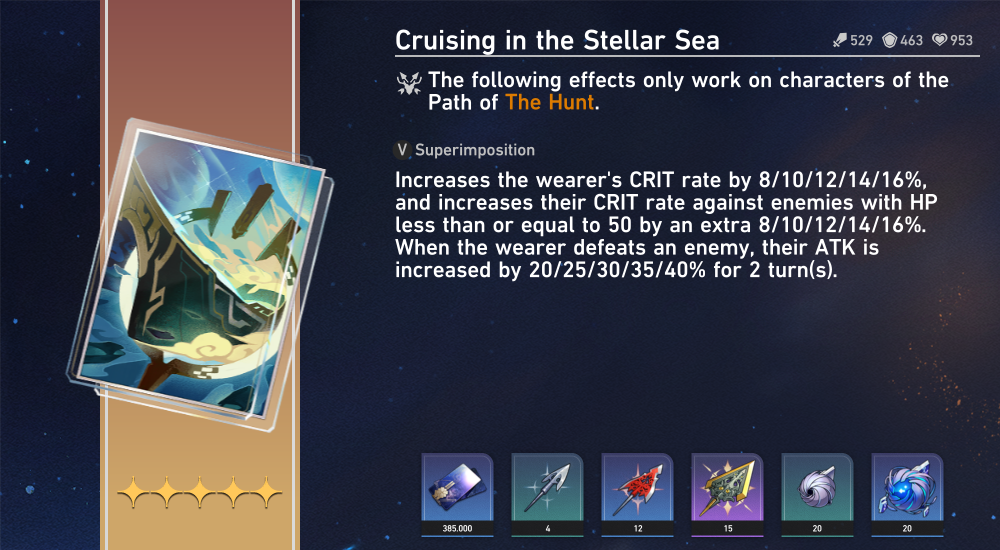 Cruising in the Stellar Sea
529 463 953
The following effects only work on characters of the
Path of The Hunt.
V Superimposition
Increases the wearer's CRIT rate by 8/10/12/14/16%,
and increases their CRIT rate against enemies with HP
less than or equal to 50 by an extra 8/10/12/14/16%.
When the wearer defeats an enemy, their ATK is
increased by 20/25/30/35/40% for 2 turn(s).
385.000 4 12 15 20 20